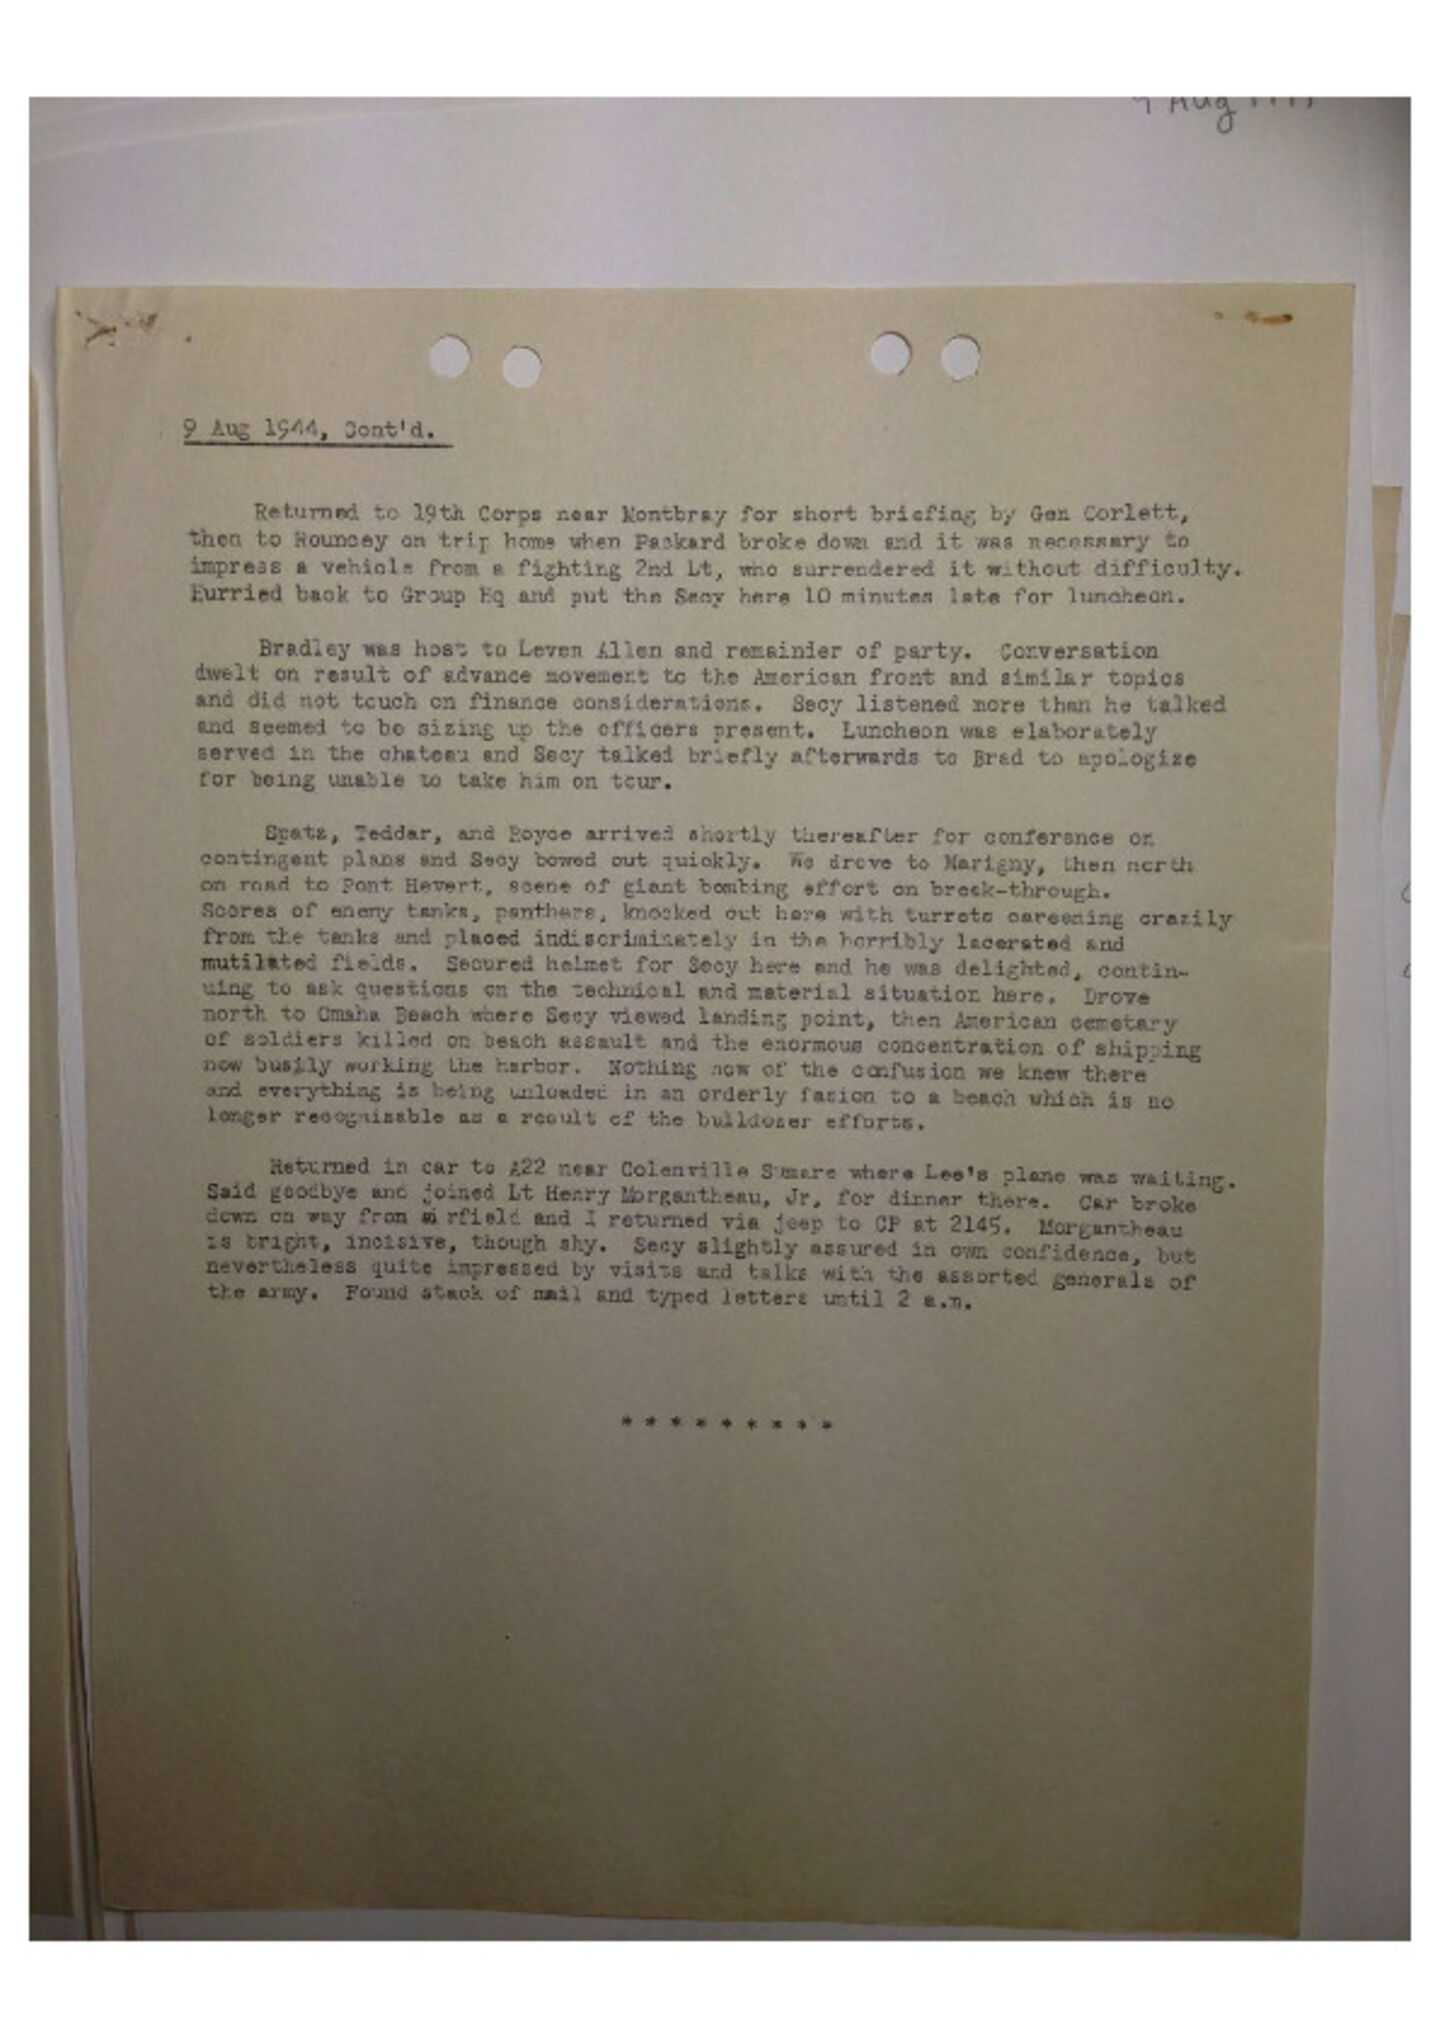 9 Aug 1944, Cont'd.
Returned to 19th Corps near Montbray for short briefing by Gen Corlett,
then to Rouncey on trip home when Packard broke down and it was necessary to
impress a vehicle from a fighting 2nd Lt, who surrendered it without difficulty.
Hurried back to Group Hq and put the Secy here 10 minutes late for luncheon.
Bradley was host to Leven Allen and remainier of party. Conversation
dwelt on result of advance movement to the American front and similar topics
and did not touch on finance considerations. Secy listened more than he talked
and seemed to be sizing up the officers present. Luncheon was elaborately
served in the chateau and Secy talked briefly afterwards to Brad to apologize
for being unable to take him on tour.
Spatz, Teddar, and Royce arrived shortly thereafter for conference on
contingent plans and Secy bowed out quickly. We drove to Marigny, then north
on road to Pont Hevert, scene of giant bombing effort on break-through.
Scores of enemy tanks, panthers, knocked out here with turrets careening crazily
from the tanks and placed indiscriminately in the horribly lacerated and
mutilated fields. Secured helmet for Secy here and he was delighted, contin-
uing to ask questions on the technical and material situation here. Drove
north to Omaha Beach where Secy viewed landing point, then American cemetary
of soldiers killed on beach assault and the enormous concentration of shipping
now busily working the harbor. Nothing now of the confusion we knew there
and everything is being unloaded in an orderly fasion to a beach which is no
longer recognizable as a result of the bulldozer efforts.
Returned in car to A22 near Colenville Sumare where Lee's plane was waiting.
Said goodbye and joined Lt Henry Morgantheau, Jr, for dinner there. Car broke
down on way from airfield and I returned via jeep to CP at 2145. Morgantheau
is bright, incisive, though shy. Secy slightly assured in own confidence, but
nevertheless quite impressed by visits and talks with the assorted generals of
the army. Found stack of mail and typed letters until 2 a.m.
* * * * * * * * *